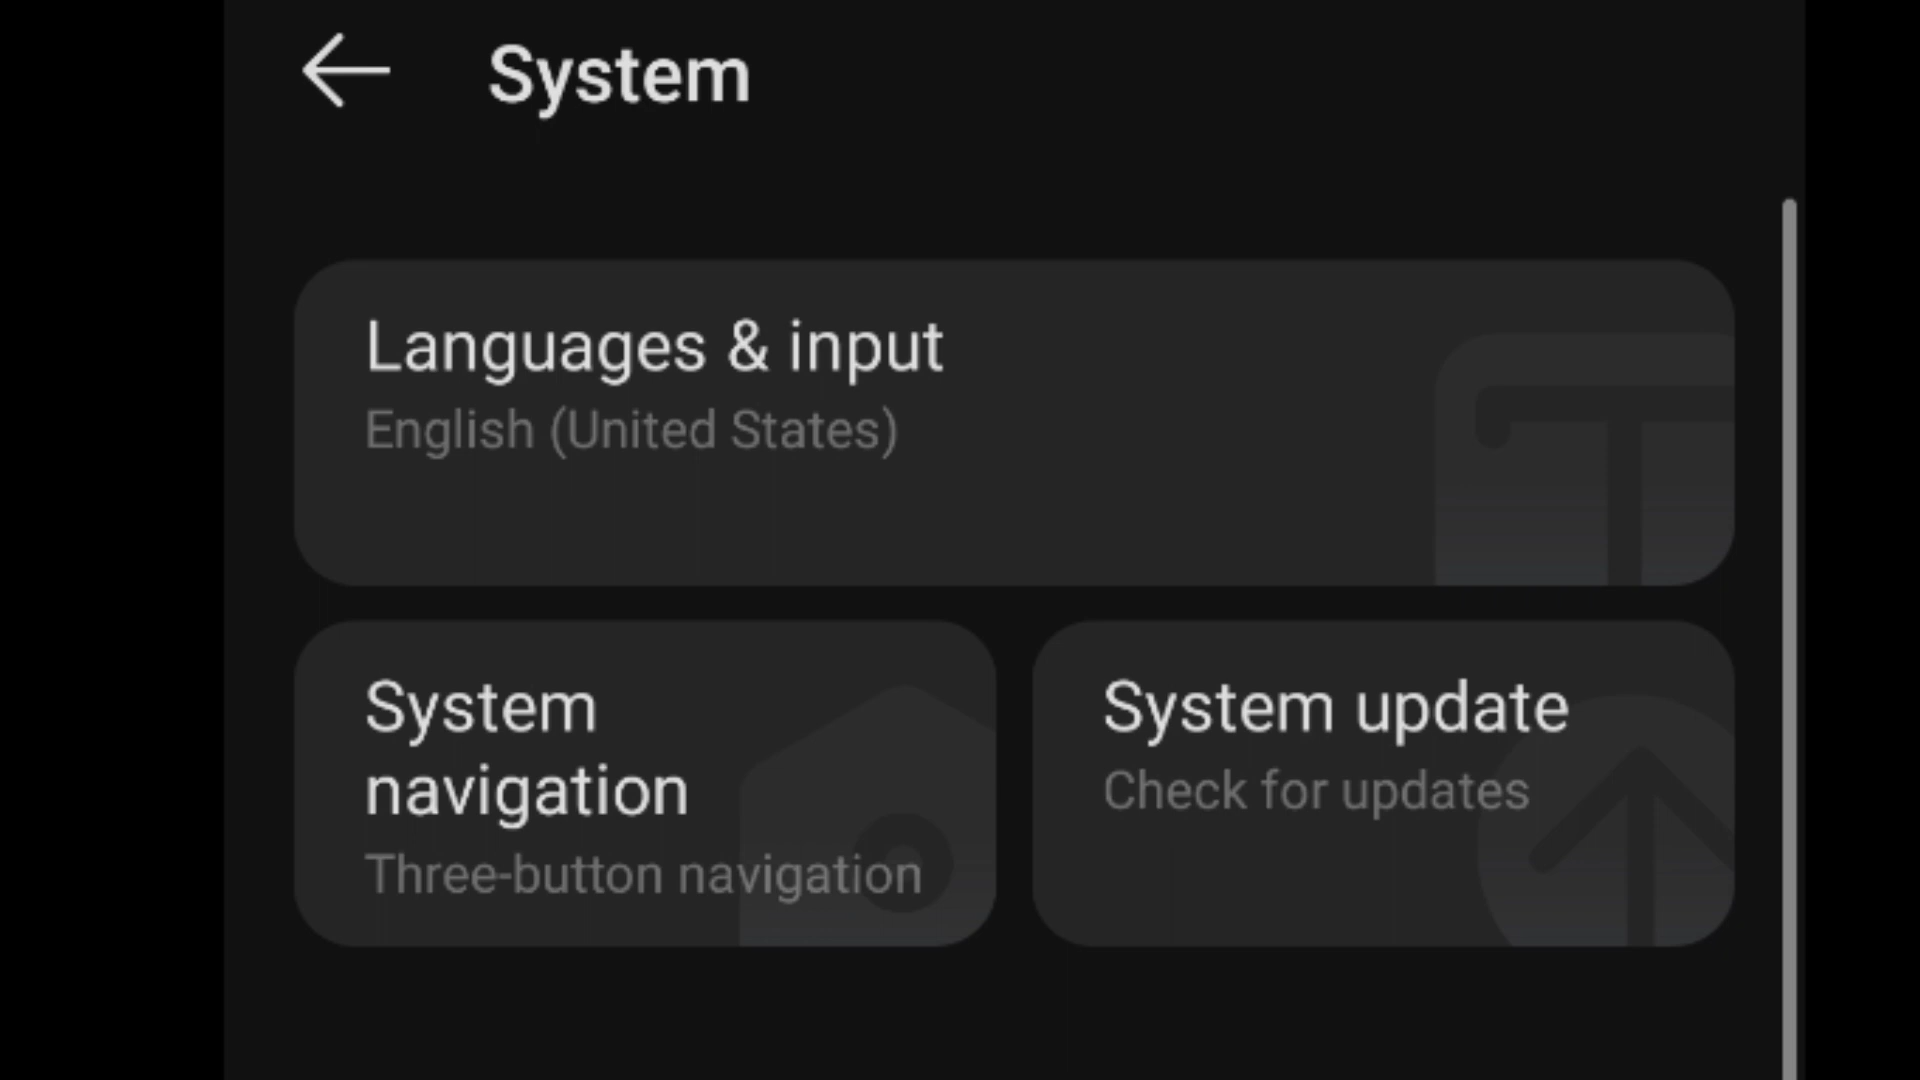 System
Languages & input
English (United States)
System
navigation
Three-button navigation
System update
Check for updates